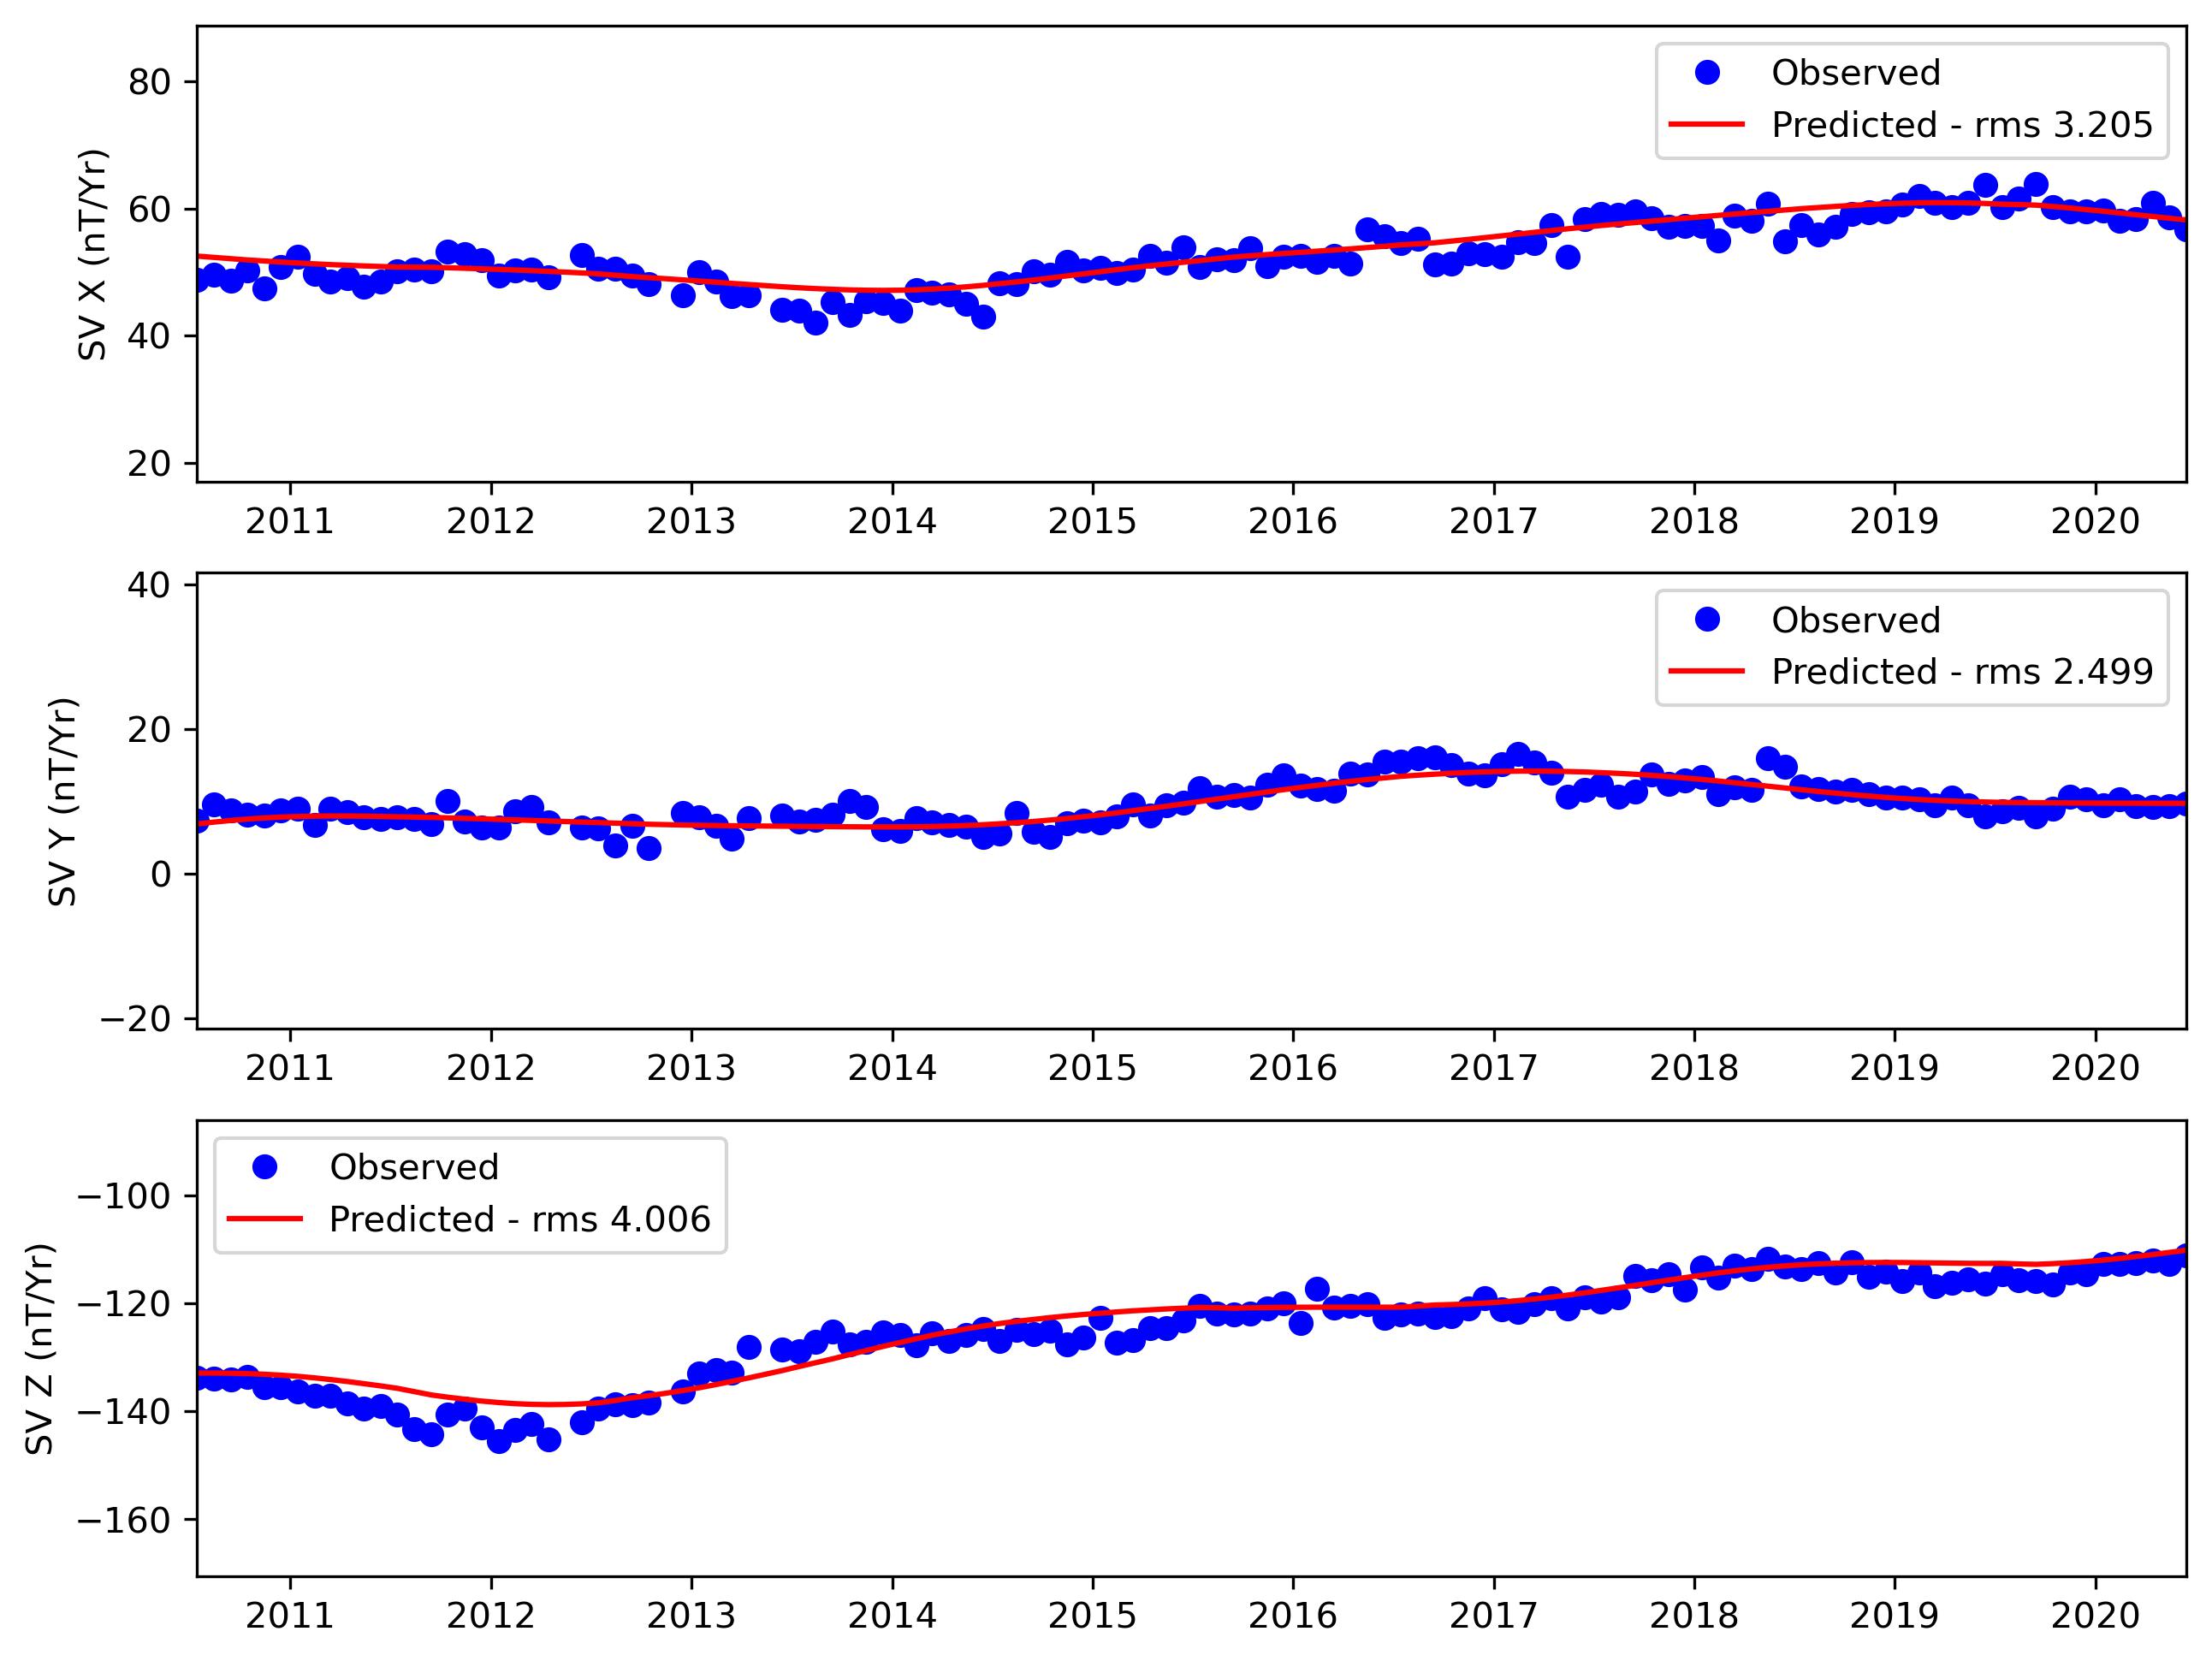 SV X (nT/Yr)
80
60
40
20
Observed
Predicted - rms 3.205
2011 2012 2013 2014 2015 2016 2017 2018 2019 2020
SV Y (nT/Yr)
40
20
0
−20
Observed
Predicted - rms 2.499
2011 2012 2013 2014 2015 2016 2017 2018 2019 2020
SV Z (nT/Yr)
−100
−120
−140
−160
Observed
Predicted - rms 4.006
2011 2012 2013 2014 2015 2016 2017 2018 2019 2020